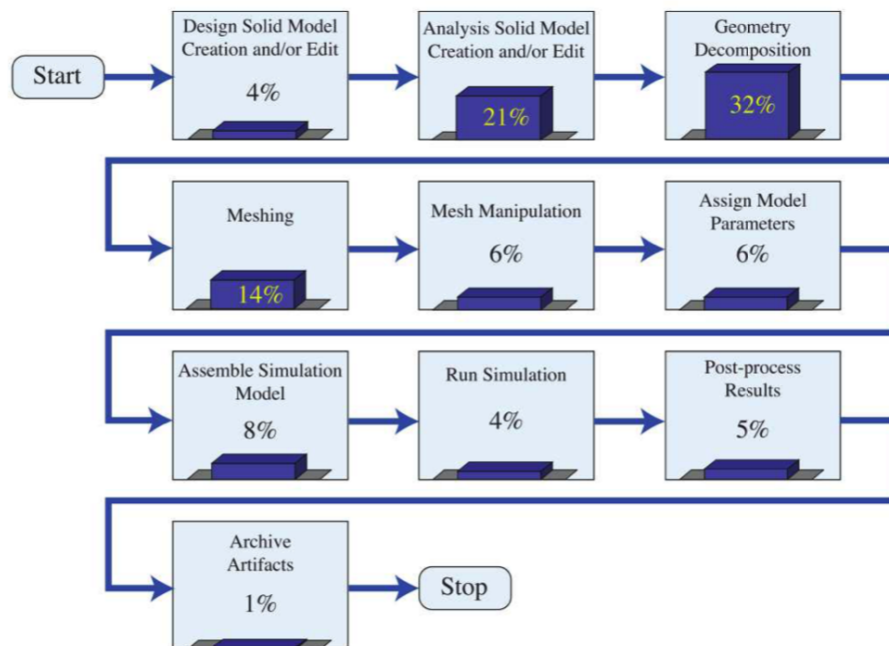 Start
Design Solid Model
Creation and/or Edit
4%
Analysis Solid Model
Creation and/or Edit
21%
Geometry
Decomposition
32%
Meshing
14%
Mesh Manipulation
6%
Assign Model
Parameters
6%
Assemble Simulation
Model
8%
Run Simulation
4%
Post-process
Results
5%
Archive
Artifacts
1%
Stop